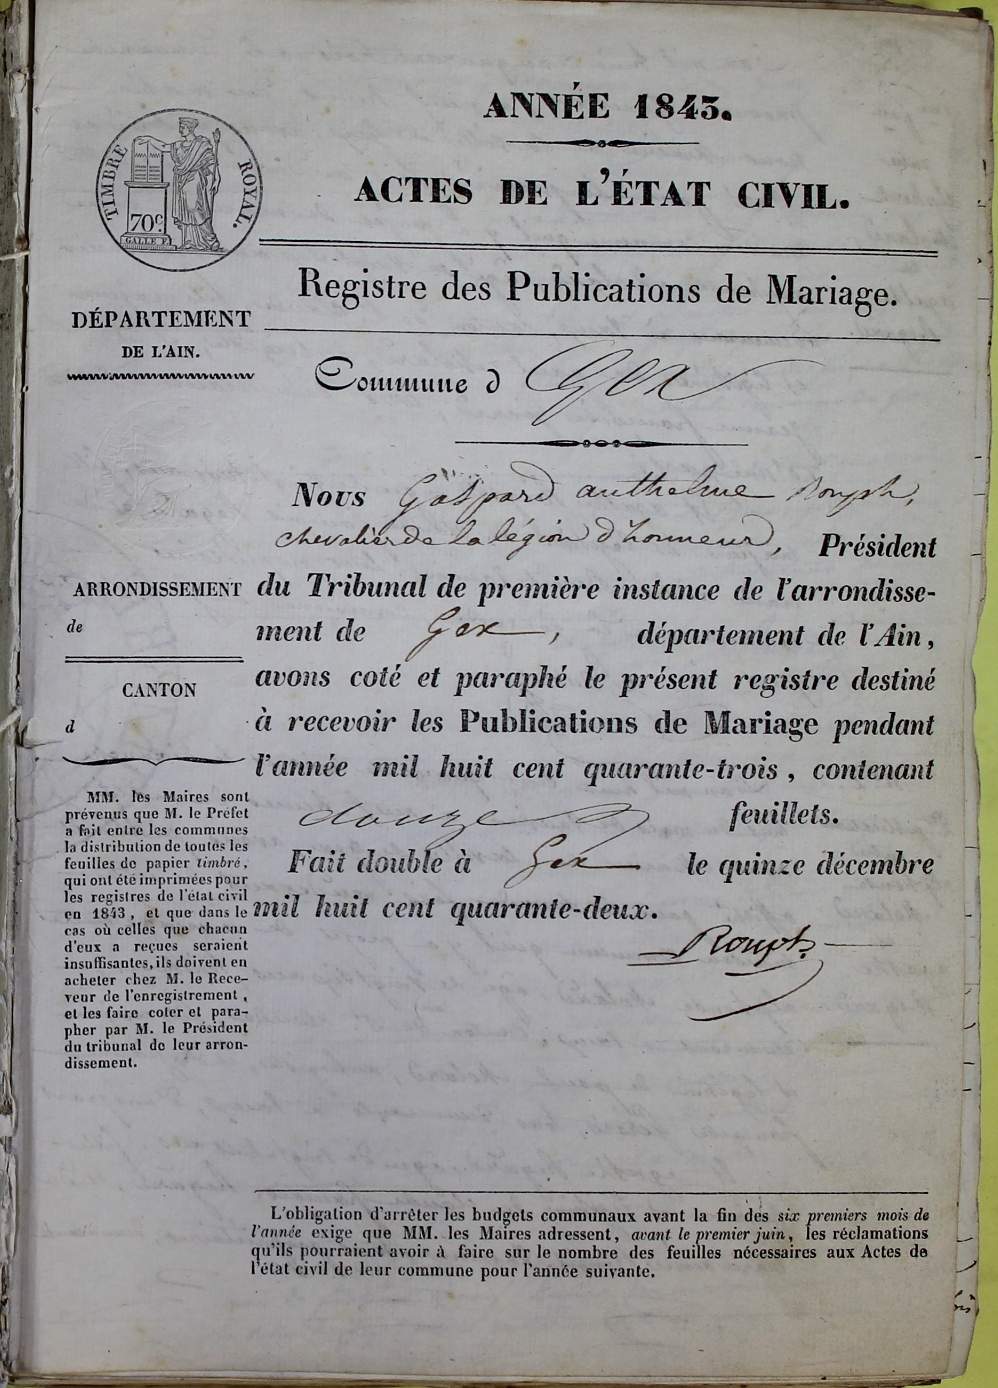 ANNÉE 1843.
ACTES DE L'ÉTAT CIVIL.
TIMBRE ROYAL.
70c
GALLE F.
Registre des Publications de Mariage.
DÉPARTEMENT
DE L'AIN.
Commune d Gex
Nous Gaspard anthelme Rouph,
chevalier de la légion d'honneur, Président
ARRONDISSEMENT
de
du Tribunal de première instance de l'arrondisse-
ment de Gex, département de l'Ain,
CANTON
d
avons coté et paraphé le présent registre destiné
à recevoir les Publications de Mariage pendant
l'année mil huit cent quarante-trois, contenant
douze feuillets.
Fait double à Gex le quinze décembre
mil huit cent quarante-deux.
Rouph
MM. les Maires sont
prévenus que M. le Préfet
a fait entre les communes
la distribution de toutes les
feuilles de papier timbré,
qui ont été imprimées pour
les registres de l'état civil
en 1843, et que dans le
cas où celles que chacun
d'eux a reçues seraient
insuffisantes, ils doivent en
acheter chez M. le Rece-
veur de l'enregistrement,
et les faire coter et para-
pher par M. le Président
du tribunal de leur arron-
dissement.
L'obligation d'arrêter les budgets communaux avant la fin des six premiers mois de
l'année exige que MM. les Maires adressent, avant le premier juin, les réclamations
qu'ils pourraient avoir à faire sur le nombre des feuilles nécessaires aux Actes de
l'état civil de leur commune pour l'année suivante.